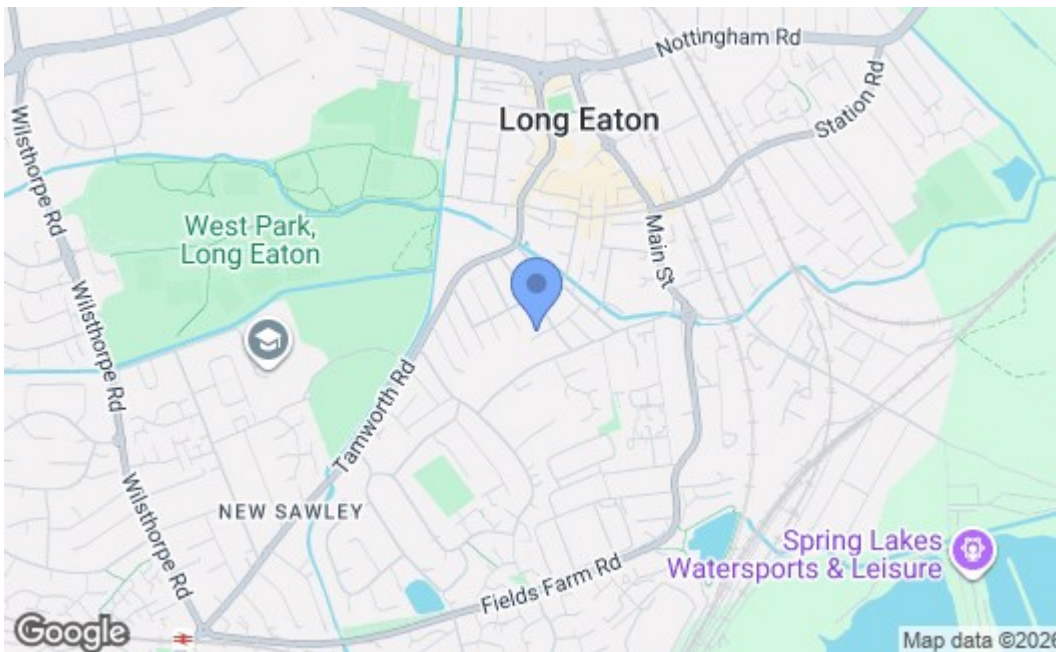 Nottingham Rd
Station Rd
Long Eaton
Wilsthorpe Rd
West Park,
Long Eaton
Main St
Wilsthorpe Rd
Tamworth Rd
Wilsthorpe Rd
NEW SAWLEY
Spring Lakes
Watersports & Leisure
Fields Farm Rd
Google
Map data ©2026